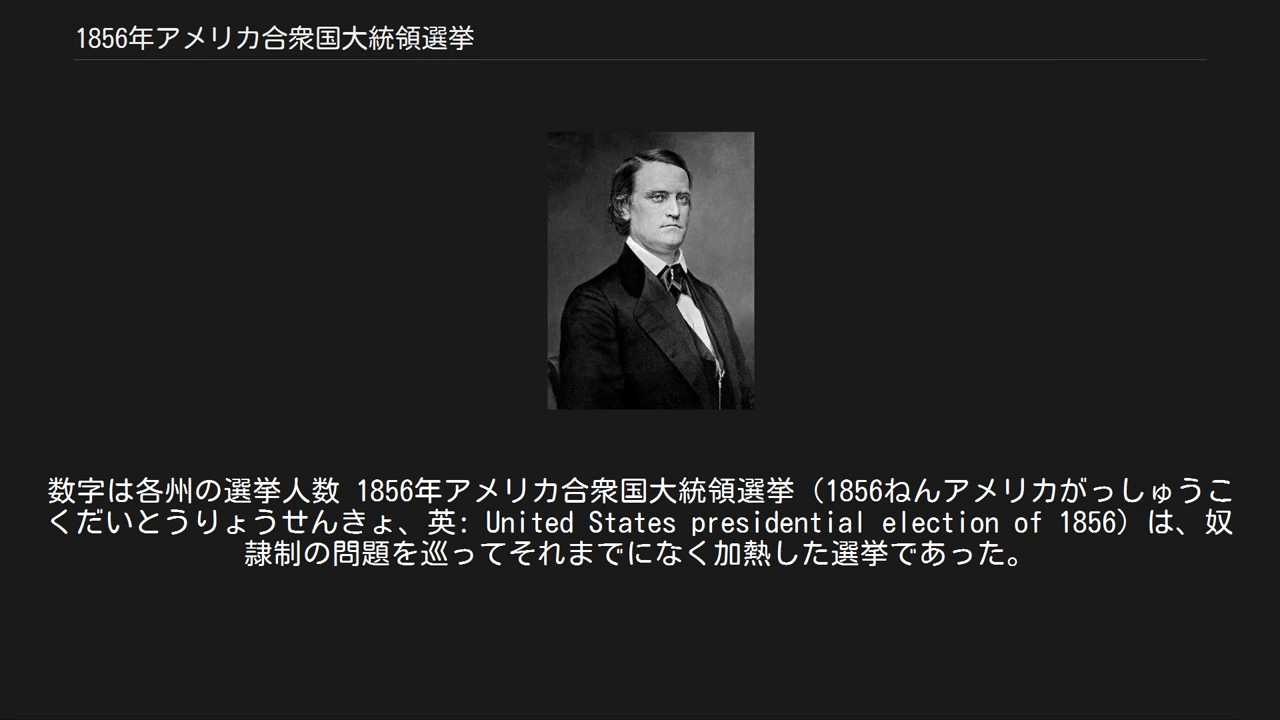 1856年アメリカ合衆国大統領選挙
数字は各州の選挙人数 1856年アメリカ合衆国大統領選挙（1856ねんアメリカがっしゅうこ
くだいとうりょうせんきょ、英: United States presidential election of 1856）は、奴
隷制の問題を巡ってそれまでになく加熱した選挙であった。